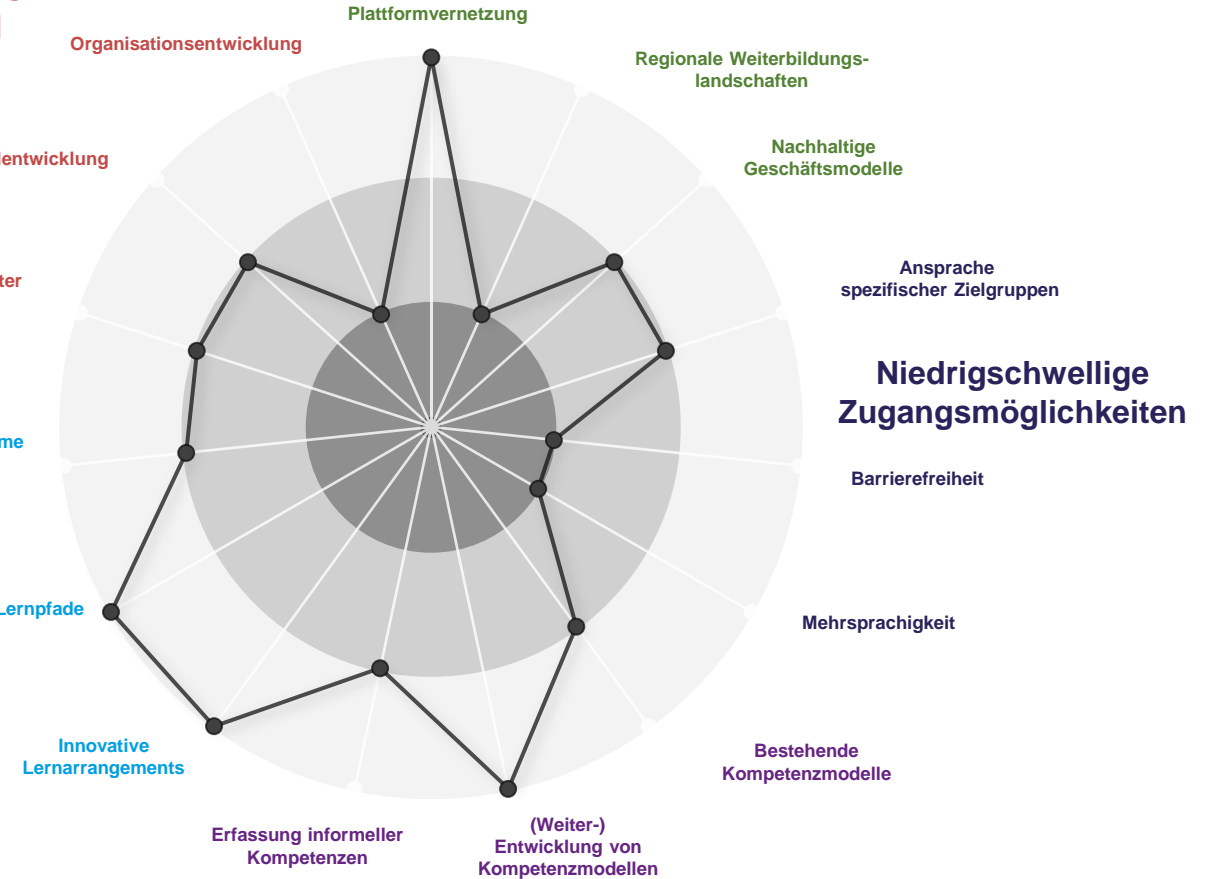 Plattformvernetzung
Organisationsentwicklung
Regionale Weiterbildungs-
landschaften
Nachhaltige
Geschäftsmodelle
entwicklung
Ansprache
spezifischer Zielgruppen
ter
Niedrigschwellige
Zugangsmöglichkeiten
me
Barrierefreiheit
Lernpfade
Mehrsprachigkeit
Innovative
Lernarrangements
Bestehende
Kompetenzmodelle
Erfassung informeller
Kompetenzen
(Weiter-)
Entwicklung von
Kompetenzmodellen